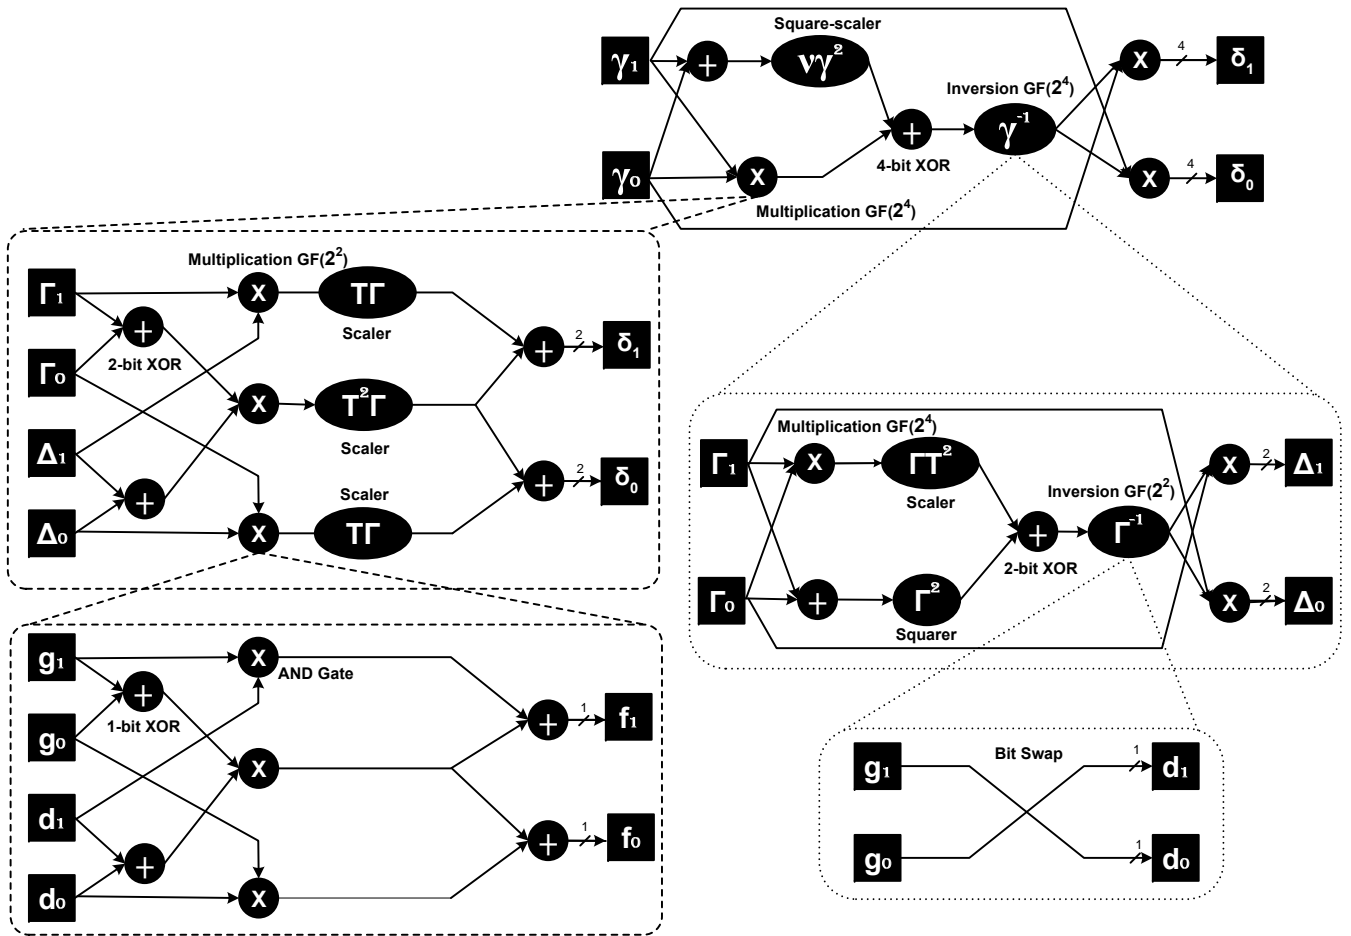 Square-scaler
γ₁ + νγ² X 4 δ₁
Inversion GF(2⁴)
+ γ⁻¹
4-bit XOR
γ₀ X X 4 δ₀
Multiplication GF(2⁴)
Multiplication GF(2²)
Γ₁ X TΓ
Scaler
+
2-bit XOR
+ 2 δ₁
Γ₀
X T²Γ
Scaler
Δ₁
+ 2 δ₀
Scaler
+
Δ₀ X TΓ
Multiplication GF(2⁴)
Γ₁ X ΓT² X 2 Δ₁
Scaler
Inversion GF(2²)
+ Γ⁻¹
2-bit XOR
Γ₀ + Γ² X 2 Δ₀
Squarer
g₁ X
AND Gate
+
1-bit XOR
+ 1 f₁
g₀
X
d₁
+ 1 f₀
+
d₀ X
Bit Swap
g₁ 1 d₁
g₀ 1 d₀